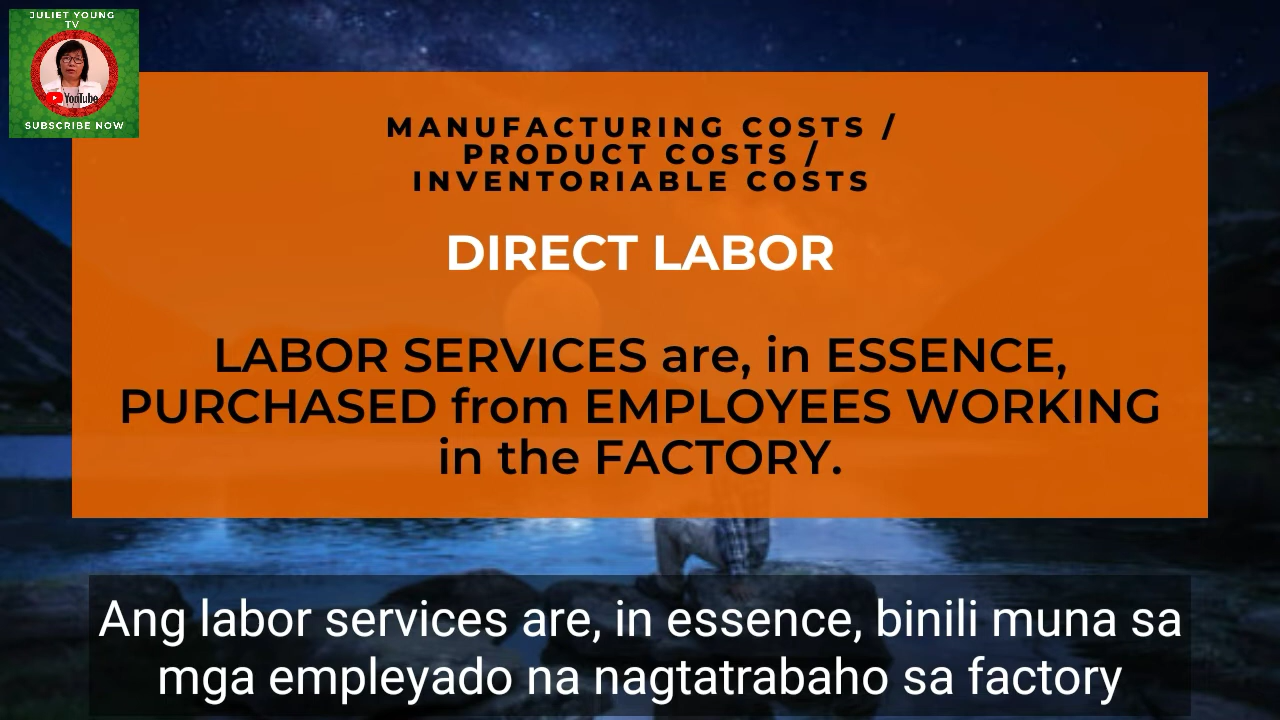 JULIET YOUNG
TV
YouTube
SUBSCRIBE NOW
MANUFACTURING COSTS /
PRODUCT COSTS /
INVENTORIABLE COSTS
DIRECT LABOR
LABOR SERVICES are, in ESSENCE,
PURCHASED from EMPLOYEES WORKING
in the FACTORY.
Ang labor services are, in essence, binili muna sa
mga empleyado na nagtatrabaho sa factory